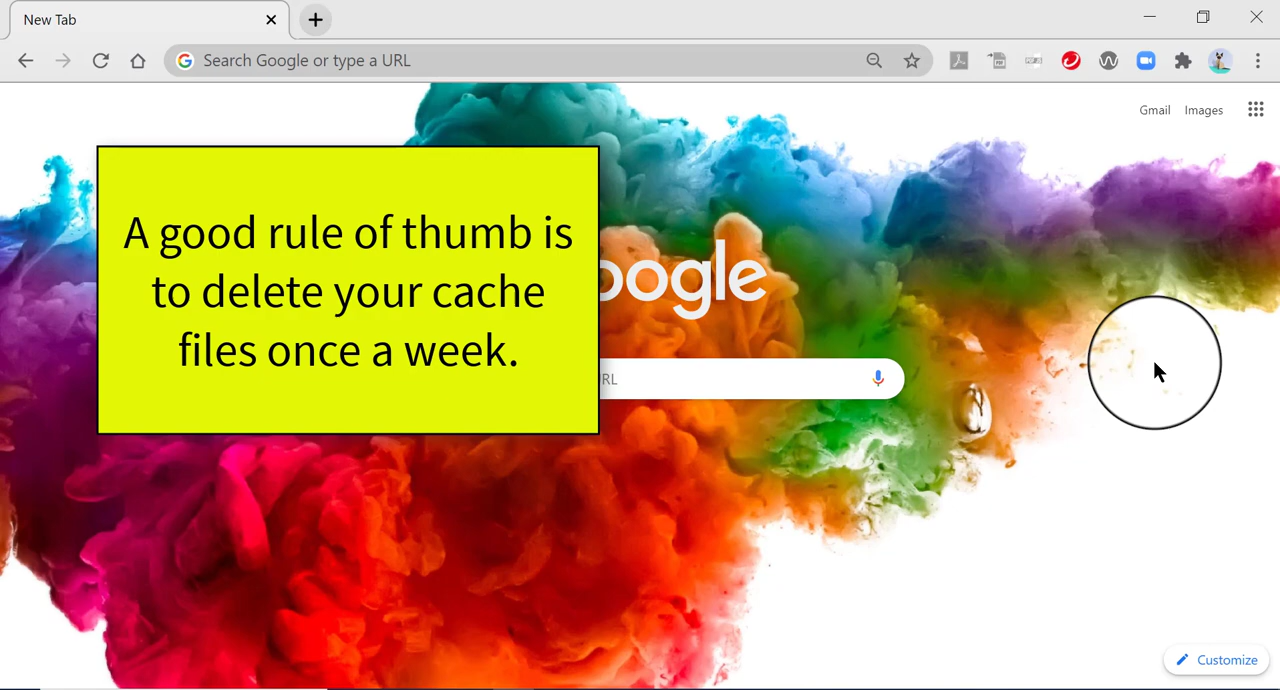 New Tab
Search Google or type a URL
Gmail Images
A good rule of thumb is
to delete your cache
files once a week.
oogle
RL
Customize